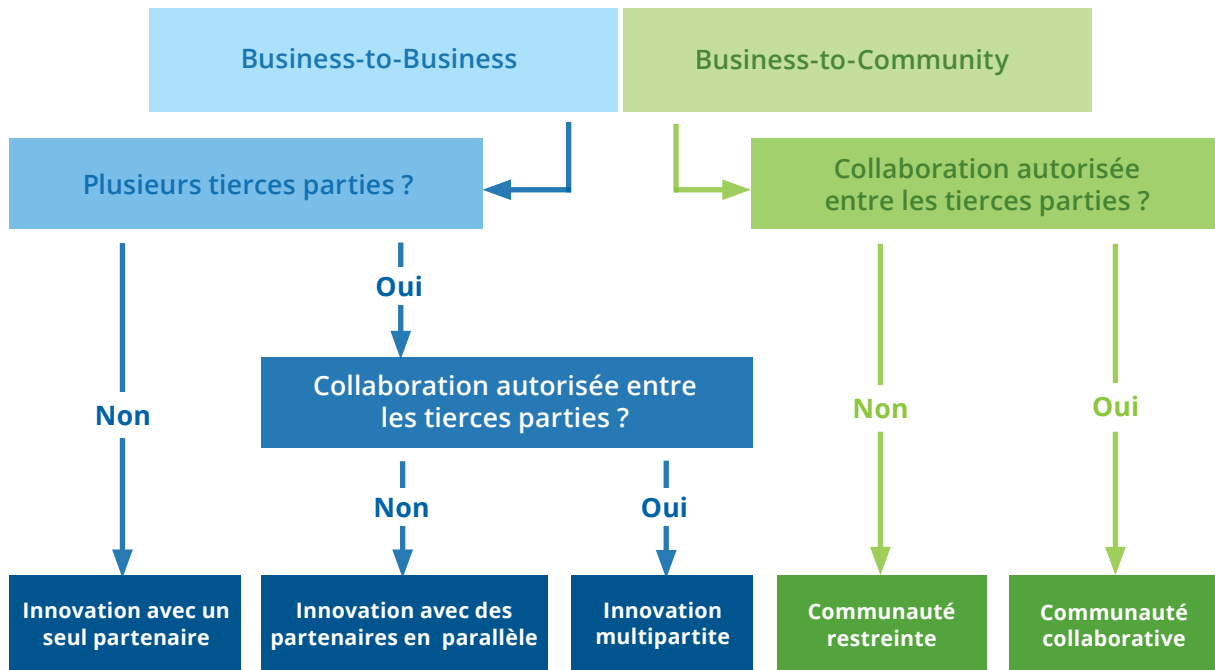 Business-to-Business
Business-to-Community
Plusieurs tierces parties ?
Collaboration autorisée
entre les tierces parties ?
Oui
Collaboration autorisée entre
les tierces parties ?
Non
Non
Oui
Non
Oui
Innovation avec un
seul partenaire
Innovation avec des
partenaires en parallèle
Innovation
multipartite
Communauté
restreinte
Communauté
collaborative